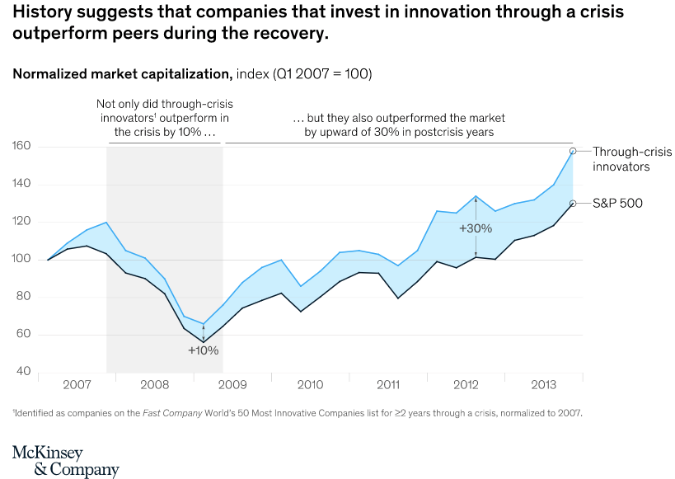 History suggests that companies that invest in innovation through a crisis
outperform peers during the recovery.
Normalized market capitalization, index (Q1 2007 = 100)
Not only did through-crisis
innovators¹ outperform in
the crisis by 10% …
… but they also outperformed the market
by upward of 30% in postcrisis years
160
140
120
100
80
60
40
Through-crisis
innovators
S&P 500
+30%
+10%
2007
2008
2009
2010
2011
2012
2013
¹Identified as companies on the Fast Company World's 50 Most Innovative Companies list for ≥2 years through a crisis, normalized to 2007.
McKinsey
& Company